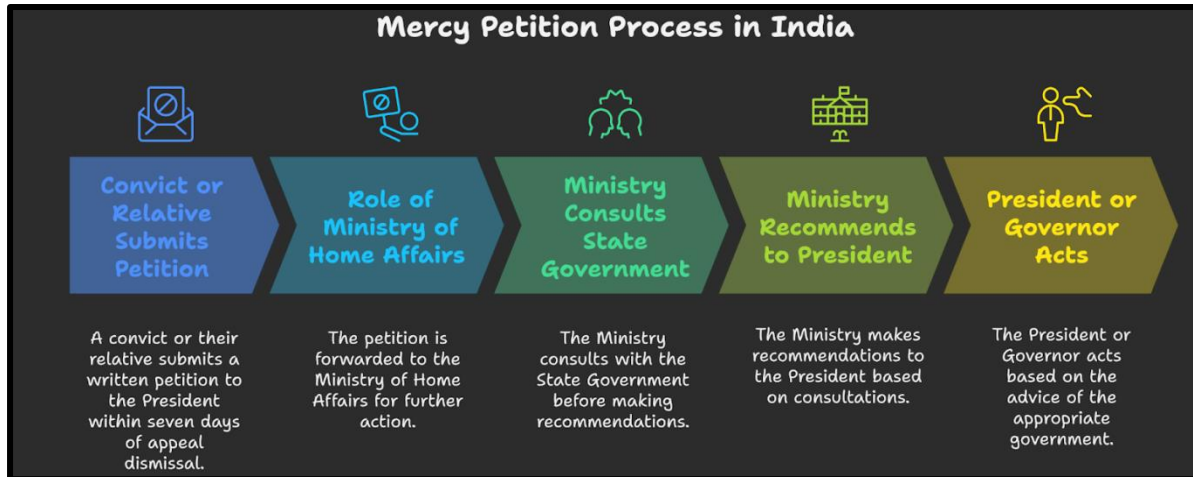 Mercy Petition Process in India
Convict or
Relative
Submits
Petition
Role of
Ministry of
Home Affairs
Ministry
Consults
State
Government
Ministry
Recommends
to President
President or
Governor
Acts
A convict or their
relative submits a
written petition to
the President
within seven days
of appeal
dismissal.
The petition is
forwarded to the
Ministry of Home
Affairs for further
action.
The Ministry
consults with the
State Government
before making
recommendations.
The Ministry makes
recommendations to
the President based
on consultations.
The President or
Governor acts
based on the
advice of the
appropriate
government.